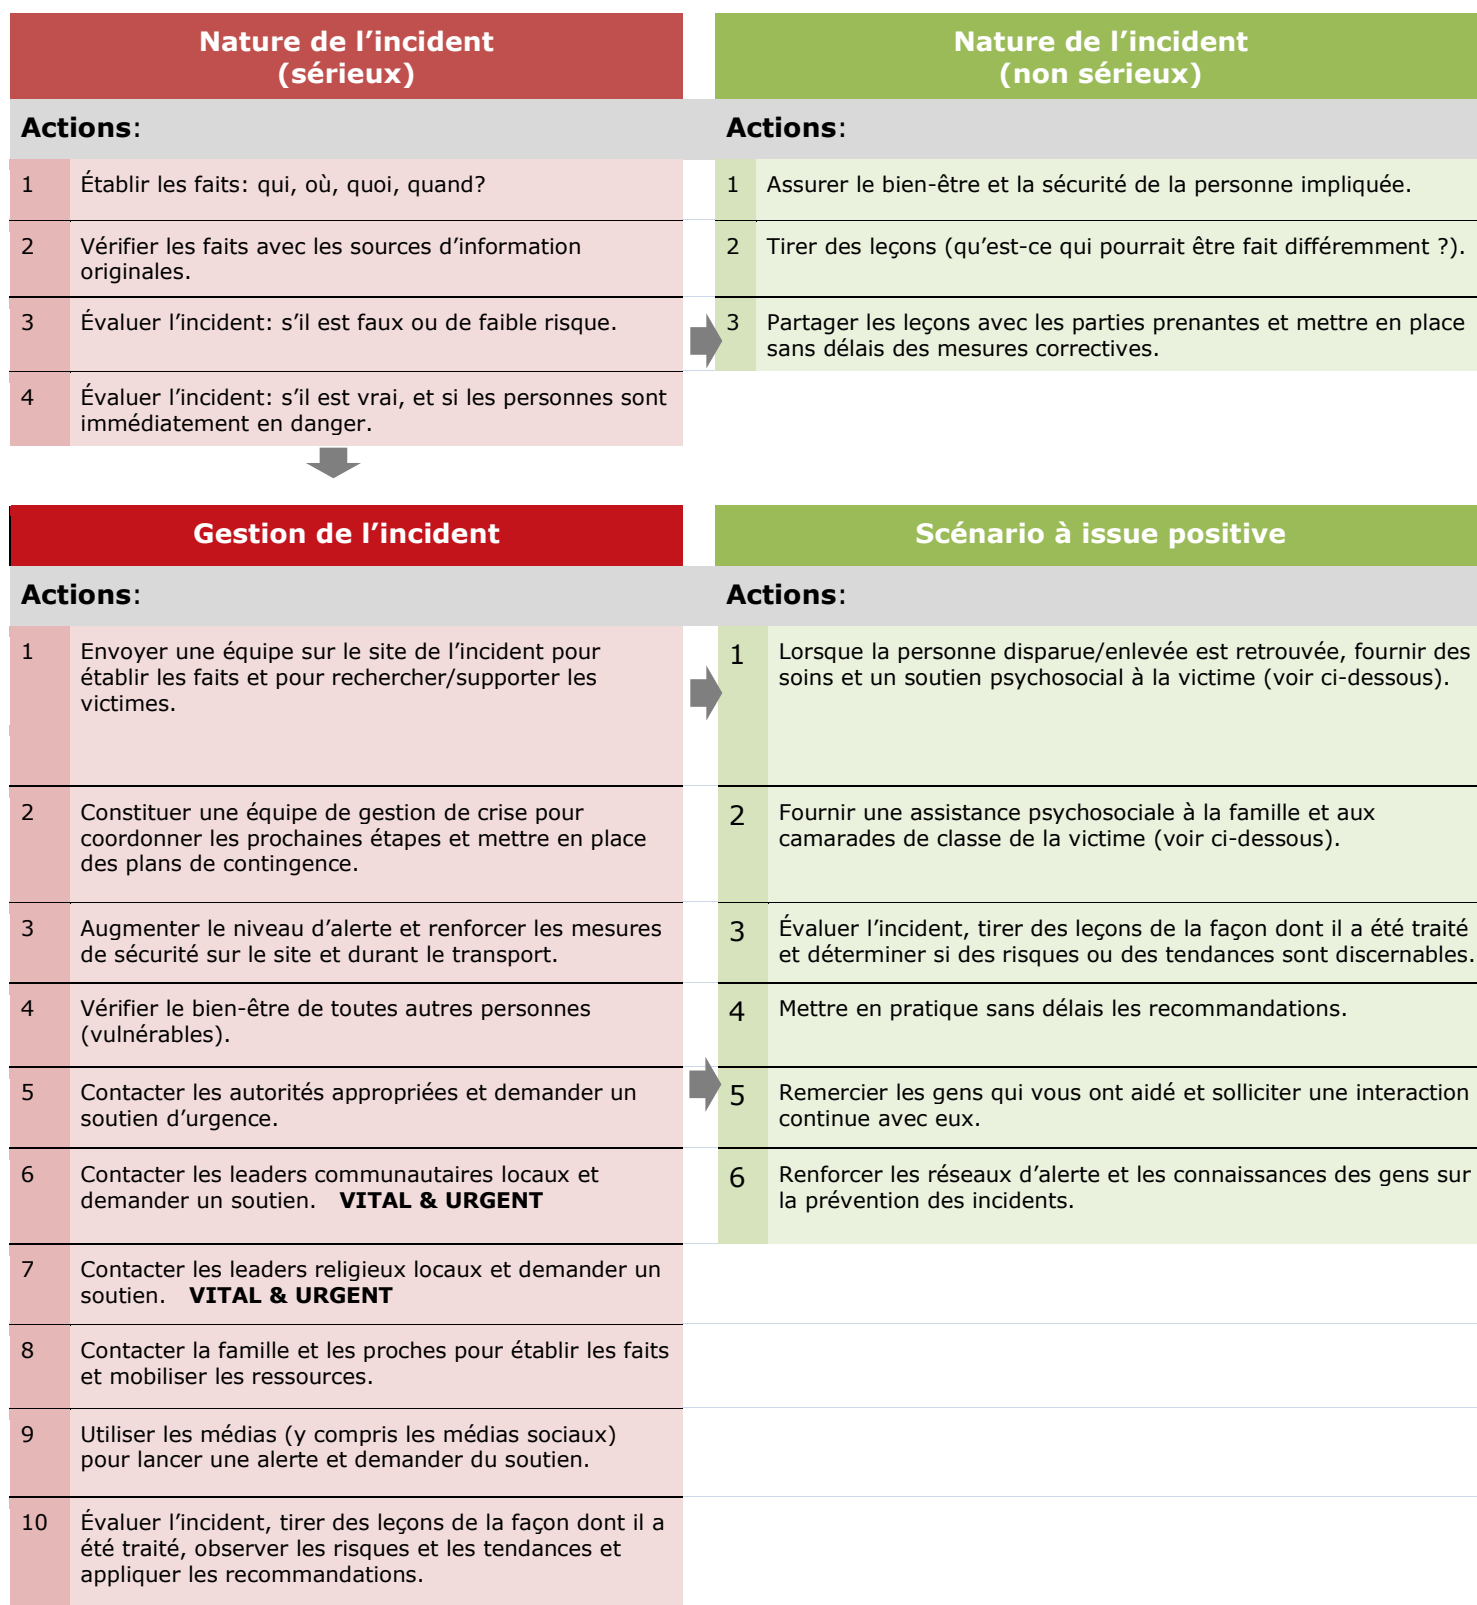 Nature de l’incident
(sérieux)
Nature de l’incident
(non sérieux)
Actions:
Actions:
1 Établir les faits: qui, où, quoi, quand?
1 Assurer le bien-être et la sécurité de la personne impliquée.
2 Vérifier les faits avec les sources d’information
originales.
2 Tirer des leçons (qu’est-ce qui pourrait être fait différemment ?).
3 Évaluer l’incident: s’il est faux ou de faible risque.
3 Partager les leçons avec les parties prenantes et mettre en place
sans délais des mesures correctives.
4 Évaluer l’incident: s’il est vrai, et si les personnes sont
immédiatement en danger.
Gestion de l’incident
Scénario à issue positive
Actions:
Actions:
1 Envoyer une équipe sur le site de l’incident pour
établir les faits et pour rechercher/supporter les
victimes.
1 Lorsque la personne disparue/enlevée est retrouvée, fournir des
soins et un soutien psychosocial à la victime (voir ci-dessous).
2 Constituer une équipe de gestion de crise pour
coordonner les prochaines étapes et mettre en place
des plans de contingence.
2 Fournir une assistance psychosociale à la famille et aux
camarades de classe de la victime (voir ci-dessous).
3 Augmenter le niveau d’alerte et renforcer les mesures
de sécurité sur le site et durant le transport.
3 Évaluer l’incident, tirer des leçons de la façon dont il a été traité
et déterminer si des risques ou des tendances sont discernables.
4 Vérifier le bien-être de toutes autres personnes
(vulnérables).
4 Mettre en pratique sans délais les recommandations.
5 Contacter les autorités appropriées et demander un
soutien d’urgence.
5 Remercier les gens qui vous ont aidé et solliciter une interaction
continue avec eux.
6 Contacter les leaders communautaires locaux et
demander un soutien. VITAL & URGENT
6 Renforcer les réseaux d’alerte et les connaissances des gens sur
la prévention des incidents.
7 Contacter les leaders religieux locaux et demander un
soutien. VITAL & URGENT
8 Contacter la famille et les proches pour établir les faits
et mobiliser les ressources.
9 Utiliser les médias (y compris les médias sociaux)
pour lancer une alerte et demander du soutien.
10 Évaluer l’incident, tirer des leçons de la façon dont il a
été traité, observer les risques et les tendances et
appliquer les recommandations.